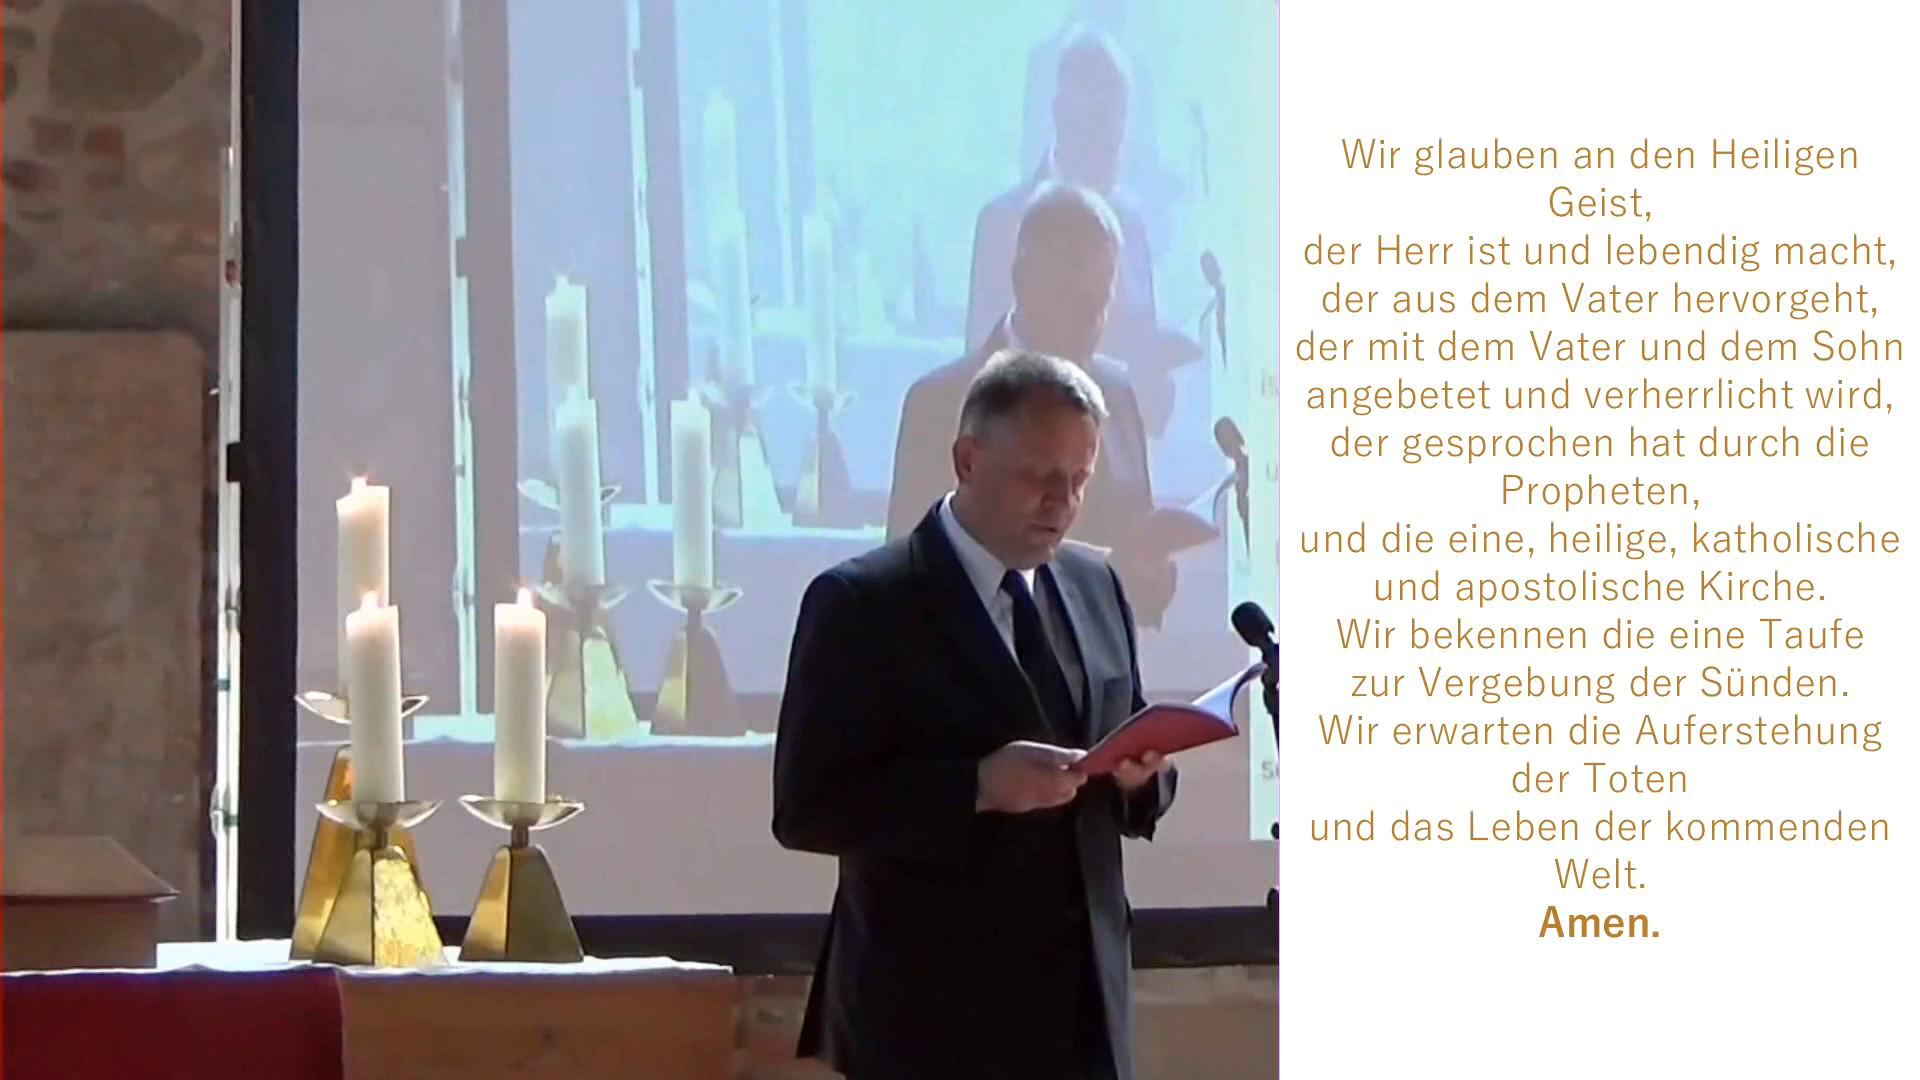 Wir glauben an den Heiligen
Geist,
der Herr ist und lebendig macht,
der aus dem Vater hervorgeht,
der mit dem Vater und dem Sohn
angebetet und verherrlicht wird,
der gesprochen hat durch die
Propheten,
und die eine, heilige, katholische
und apostolische Kirche.
Wir bekennen die eine Taufe
zur Vergebung der Sünden.
Wir erwarten die Auferstehung
der Toten
und das Leben der kommenden
Welt.
Amen.